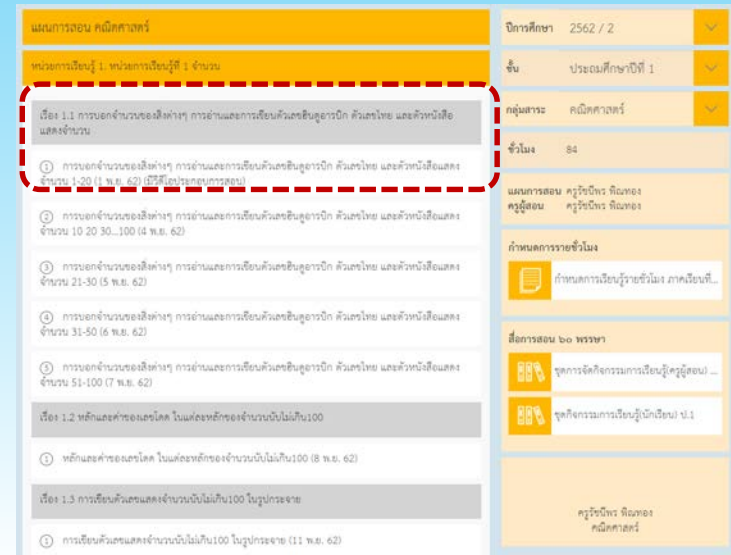 แผนการสอน คณิตศาสตร์
หน่วยการเรียนรู้ 1. หน่วยการเรียนรู้ที่ 1 จำนวน
เรื่อง 1.1 การบอกจำนวนของสิ่งต่างๆ การอ่านและการเขียนตัวเลขฮินดูอารบิก ตัวเลขไทย และตัวหนังสือ
แสดงจำนวน
1 การบอกจำนวนของสิ่งต่างๆ การอ่านและการเขียนตัวเลขฮินดูอารบิก ตัวเลขไทย และตัวหนังสือแสดง
จำนวน 1-20 (1 พ.ย. 62) (มีวีดีโอประกอบการสอน)
2 การบอกจำนวนของสิ่งต่างๆ การอ่านและการเขียนตัวเลขฮินดูอารบิก ตัวเลขไทย และตัวหนังสือแสดง
จำนวน 10 20 30...100 (4 พ.ย. 62)
3 การบอกจำนวนของสิ่งต่างๆ การอ่านและการเขียนตัวเลขฮินดูอารบิก ตัวเลขไทย และตัวหนังสือแสดง
จำนวน 21-30 (5 พ.ย. 62)
4 การบอกจำนวนของสิ่งต่างๆ การอ่านและการเขียนตัวเลขฮินดูอารบิก ตัวเลขไทย และตัวหนังสือแสดง
จำนวน 31-50 (6 พ.ย. 62)
5 การบอกจำนวนของสิ่งต่างๆ การอ่านและการเขียนตัวเลขฮินดูอารบิก ตัวเลขไทย และตัวหนังสือแสดง
จำนวน 51-100 (7 พ.ย. 62)
เรื่อง 1.2 หลักและค่าของเลขโดด ในแต่ละหลักของจำนวนนับไม่เกิน100
1 หลักและค่าของเลขโดด ในแต่ละหลักของจำนวนนับไม่เกิน100 (8 พ.ย. 62)
เรื่อง 1.3 การเขียนตัวเลขแสดงจำนวนนับไม่เกิน100 ในรูปกระจาย
1 การเขียนตัวเลขแสดงจำนวนนับไม่เกิน100 ในรูปกระจาย (11 พ.ย. 62)
ปีการศึกษา 2562 / 2
ชั้น ประถมศึกษาปีที่ 1
กลุ่มสาระ คณิตศาสตร์
ชั่วโมง 84
แผนการสอน ครูรัชนีพร พิณทอง
ครูผู้สอน ครูรัชนีพร พิณทอง
กำหนดการรายชั่วโมง
กำหนดการเรียนรู้รายชั่วโมง ภาคเรียนที่...
สื่อการสอน ๖๐ พรรษา
ชุดการจัดกิจกรรมการเรียนรู้(ครูผู้สอน) ...
ชุดกิจกรรมการเรียนรู้(นักเรียน) ป.1
ครูรัชนีพร พิณทอง
คณิตศาสตร์